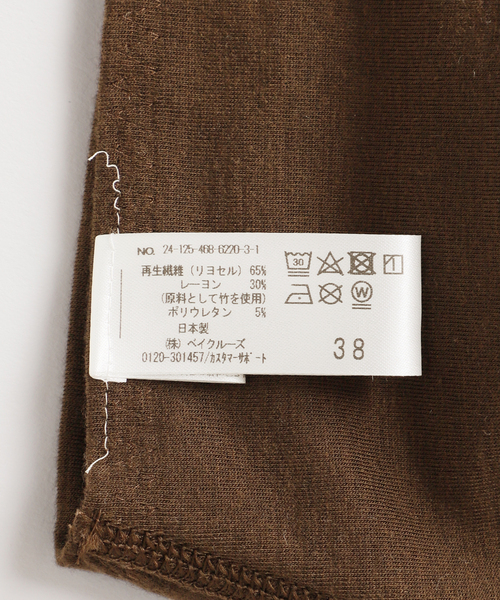 NO. 24-125-468-6220-3-1
再生繊維（リヨセル）65%
レーヨン 30%
（原料として竹を使用）
ポリウレタン 5%
日本製
（株）ベイクルーズ
0120-301457/カスタマーサポート
30
W
38